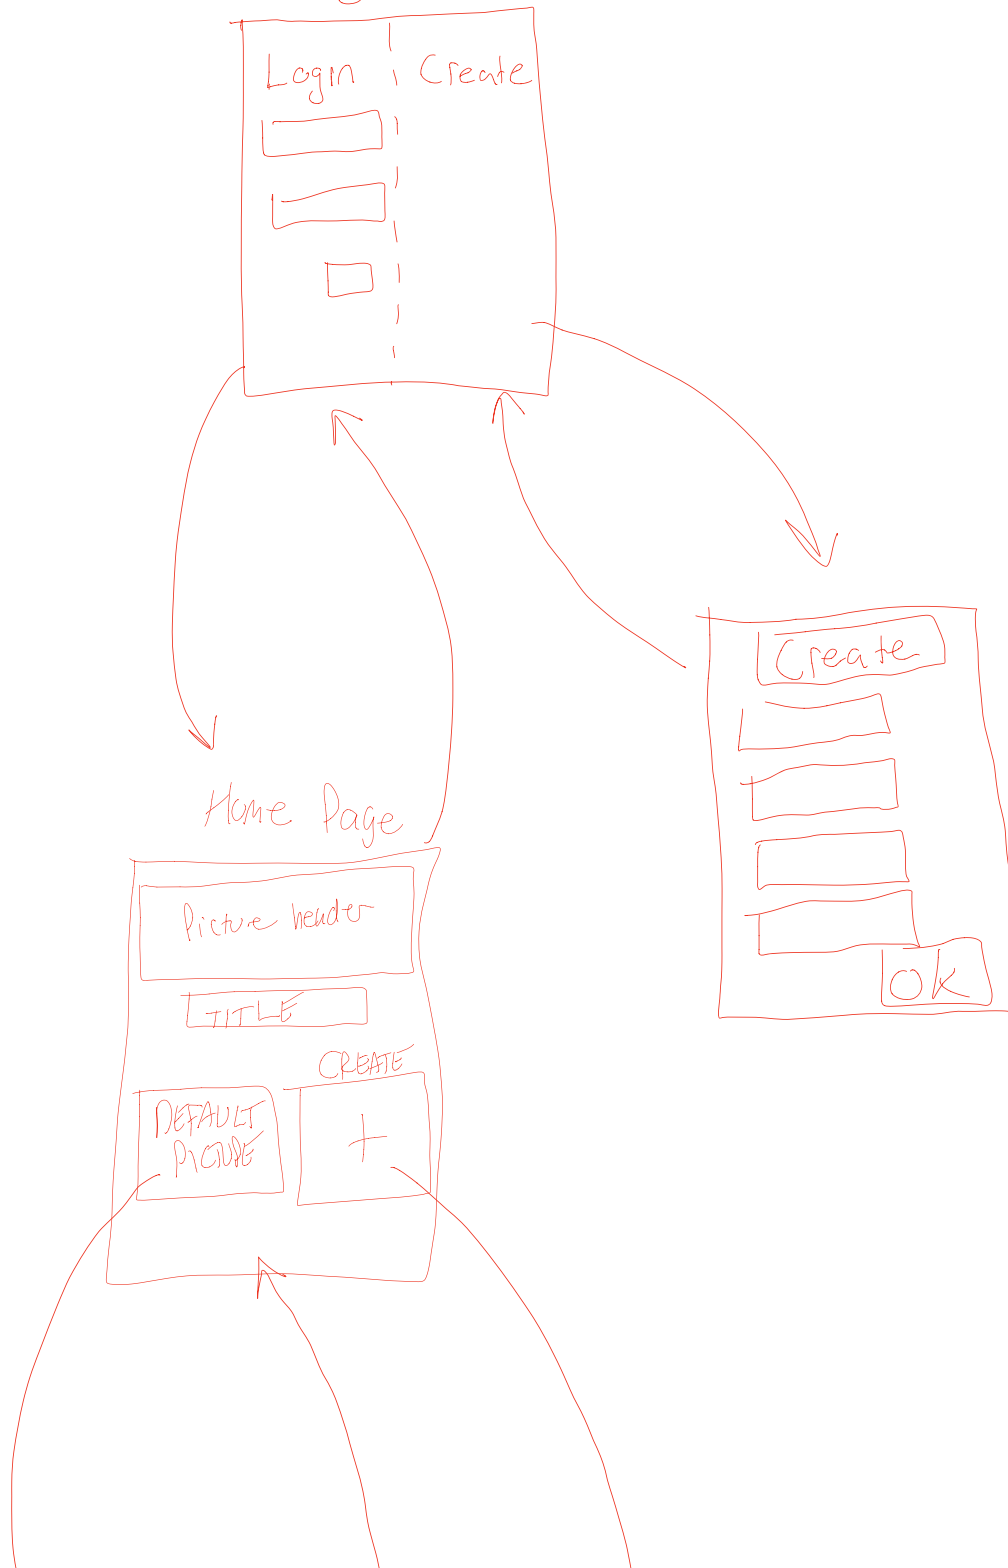 Login Create
Create
OK
Home Page
Picture header
TITLE
CREATE
DEFAULT
PICTURE
+